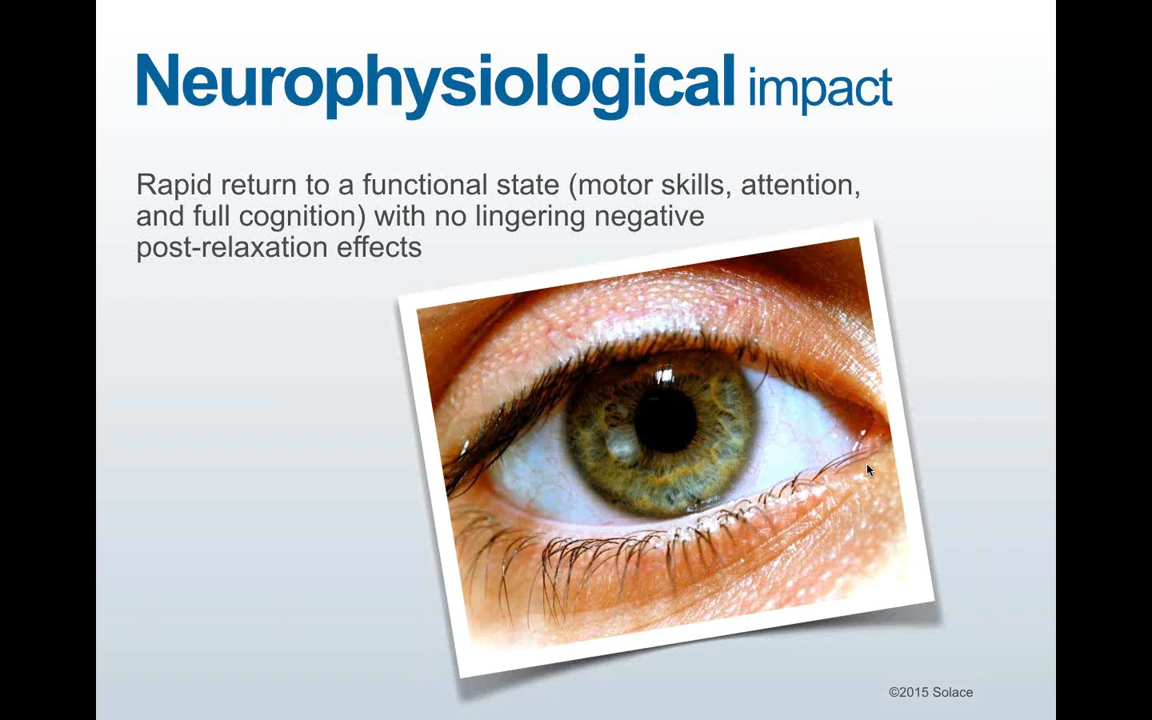 Neurophysiological impact
Rapid return to a functional state (motor skills, attention,
and full cognition) with no lingering negative
post-relaxation effects
©2015 Solace